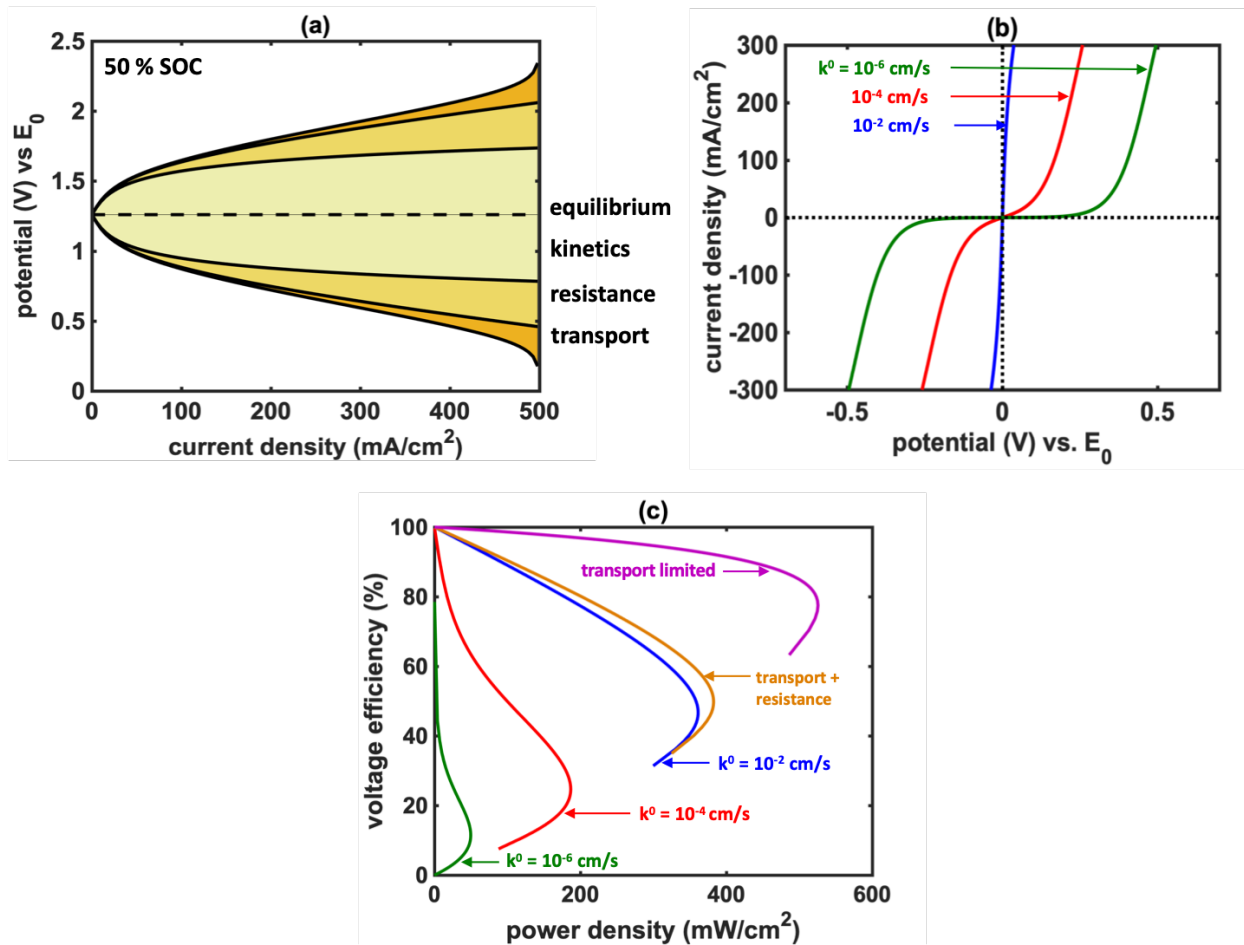 (a)
2.5
2
1.5
1
0.5
0
50 % SOC
potential (V) vs E0
equilibrium
kinetics
resistance
transport
0 100 200 300 400 500
current density (mA/cm2)
(b)
300
200
100
0
-100
-200
-300
k0 = 10-6 cm/s
10-4 cm/s
10-2 cm/s
current density (mA/cm2)
-0.5 0 0.5
potential (V) vs. E0
(c)
100
80
60
40
20
0
voltage efficiency (%)
transport limited
transport +
resistance
k0 = 10-2 cm/s
k0 = 10-4 cm/s
k0 = 10-6 cm/s
0 200 400 600
power density (mW/cm2)